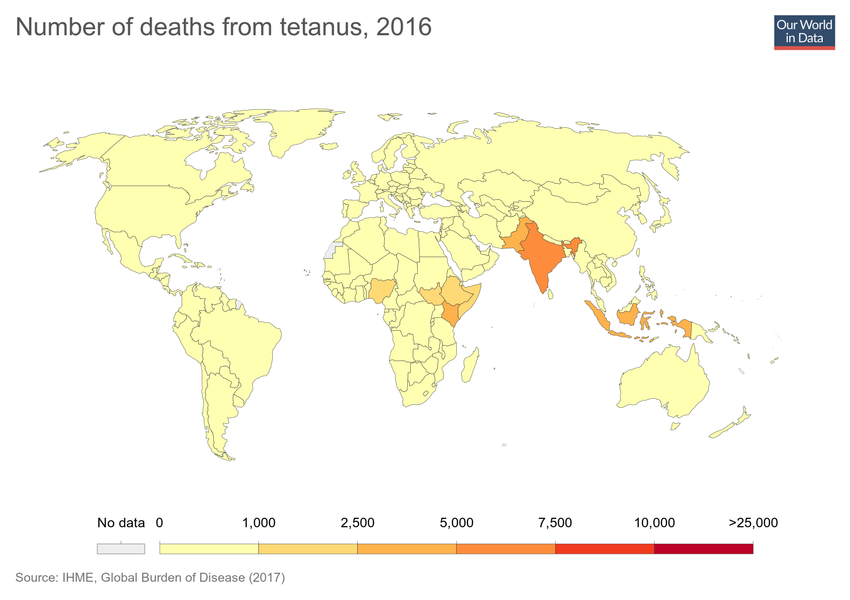 Number of deaths from tetanus, 2016
Our World
in Data
No data 0 1,000 2,500 5,000 7,500 10,000 >25,000
Source: IHME, Global Burden of Disease (2017)